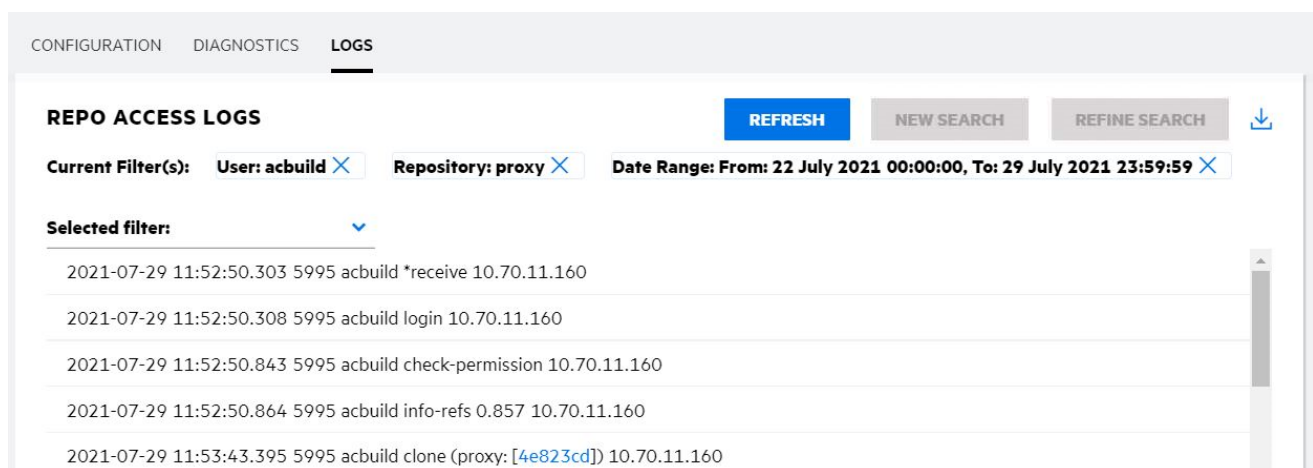 CONFIGURATION DIAGNOSTICS LOGS
REPO ACCESS LOGS REFRESH NEW SEARCH REFINE SEARCH
Current Filter(s): User: acbuild Repository: proxy Date Range: From: 22 July 2021 00:00:00, To: 29 July 2021 23:59:59
Selected filter:
2021-07-29 11:52:50.303 5995 acbuild *receive 10.70.11.160
2021-07-29 11:52:50.308 5995 acbuild login 10.70.11.160
2021-07-29 11:52:50.843 5995 acbuild check-permission 10.70.11.160
2021-07-29 11:52:50.864 5995 acbuild info-refs 0.857 10.70.11.160
2021-07-29 11:53:43.395 5995 acbuild clone (proxy: [4e823cd]) 10.70.11.160